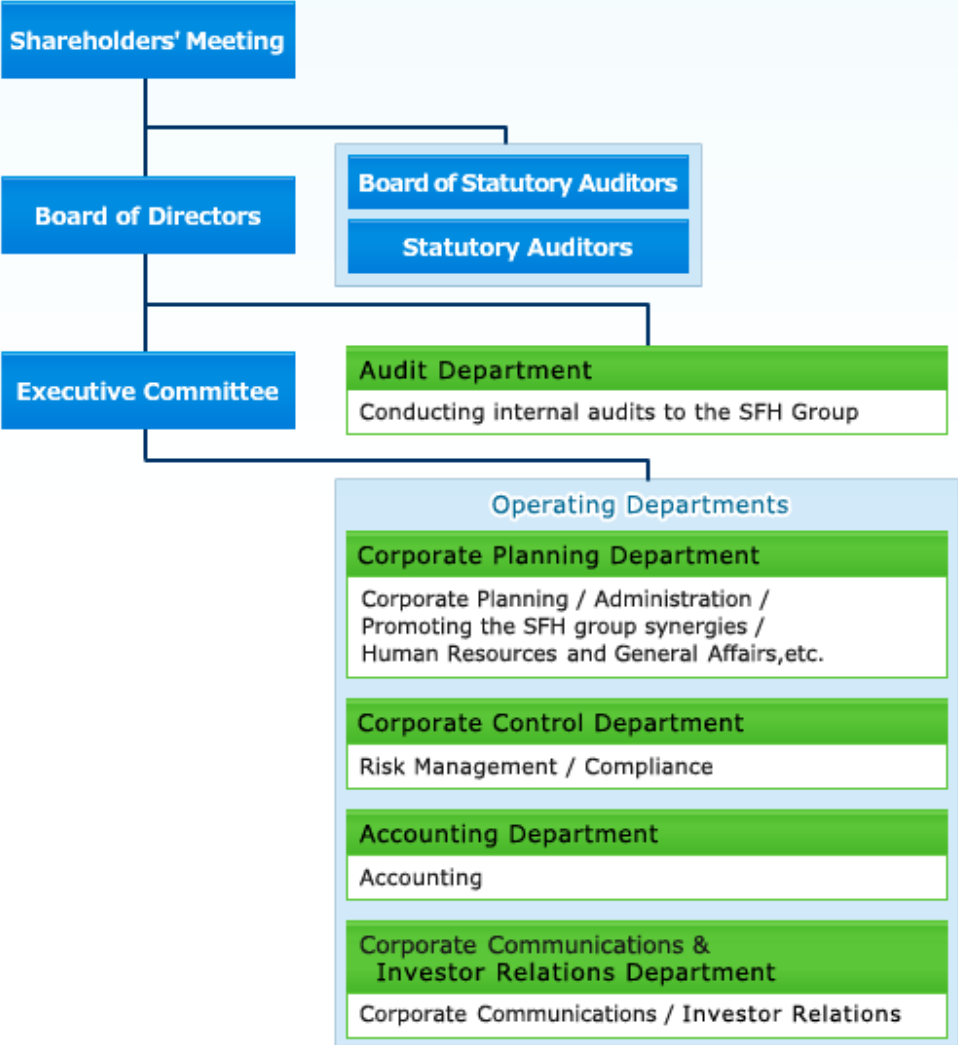 Shareholders' Meeting
Board of Statutory Auditors
Board of Directors
Statutory Auditors
Audit Department
Executive Committee
Conducting internal audits to the SFH Group
Operating Departments
Corporate Planning Department
Corporate Planning / Administration /
Promoting the SFH group synergies /
Human Resources and General Affairs,etc.
Corporate Control Department
Risk Management / Compliance
Accounting Department
Accounting
Corporate Communications &
Investor Relations Department
Corporate Communications / Investor Relations